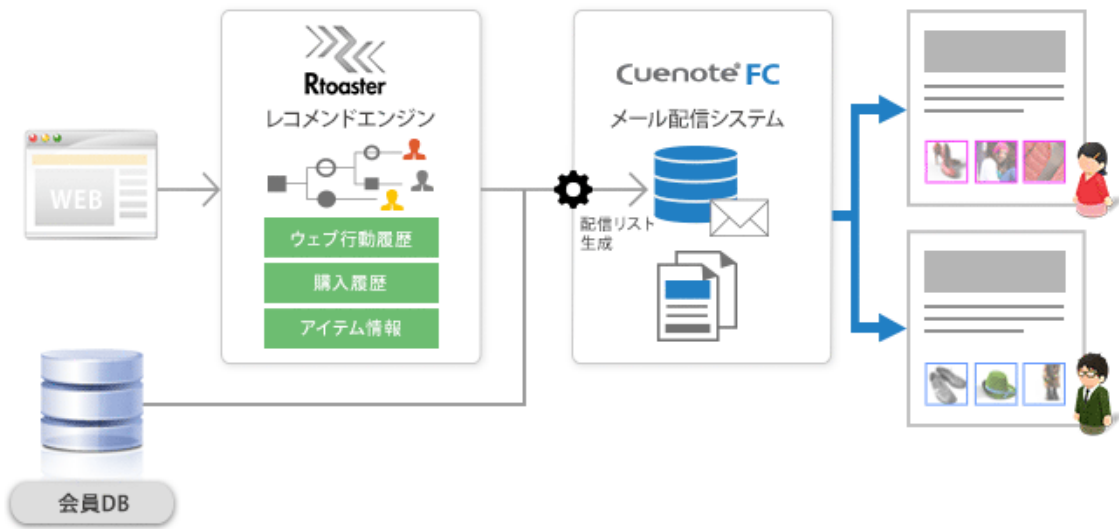 Rtoaster
レコメンドエンジン
ウェブ行動履歴
購入履歴
アイテム情報
WEB
会員DB
配信リスト
生成
Cuenote® FC
メール配信システム